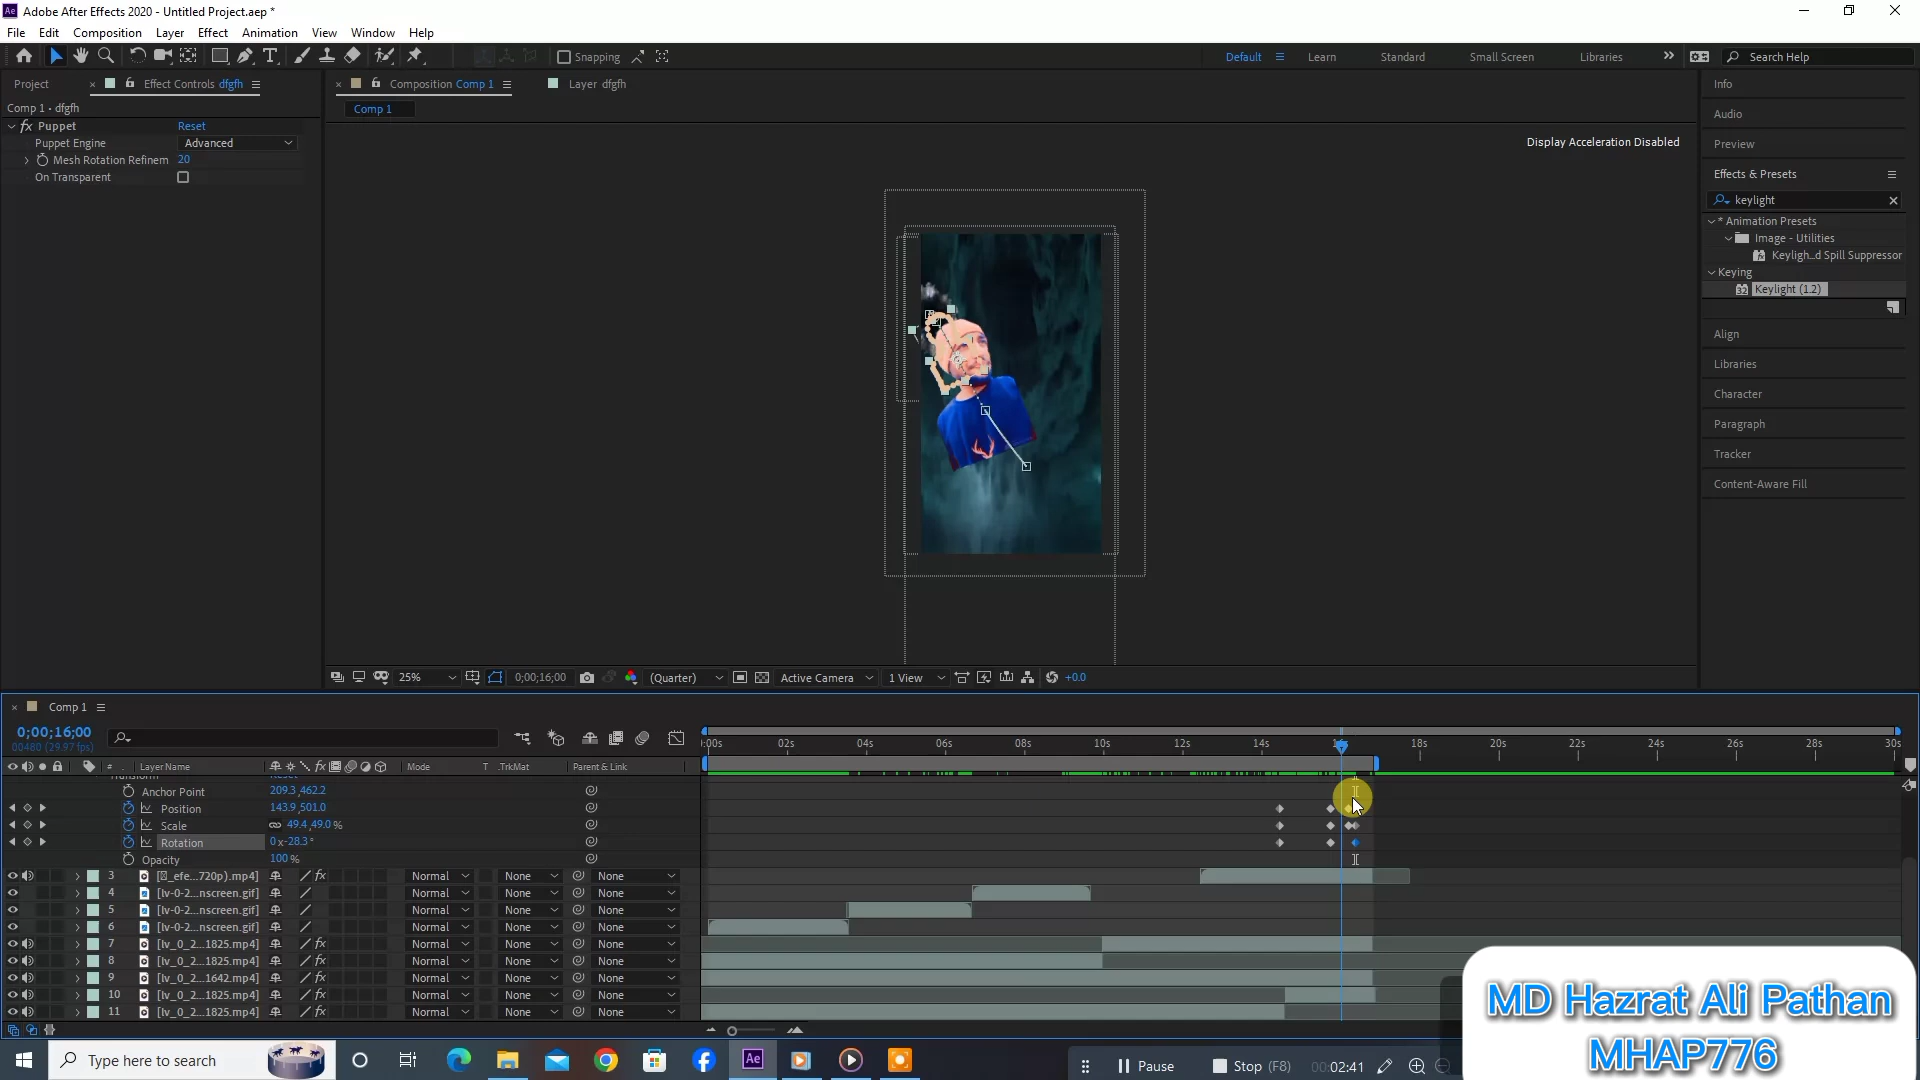 Adobe After Effects 2020 - Untitled Project.aep *
File Edit Composition Layer Effect Animation View Window Help
Snapping
Default Learn Standard Small Screen Libraries
Search Help
Project
Effect Controls dfgfh
Comp 1 • dfgfh
fx Puppet Reset
Puppet Engine Advanced
Mesh Rotation Refinem 20
On Transparent
Composition Comp 1
Layer dfgfh
Comp 1
Display Acceleration Disabled
25%
0;00;16;00
(Quarter)
Active Camera
1 View
+0.0
Info
Audio
Preview
Effects & Presets
keylight
* Animation Presets
Image - Utilities
Keyligh...d Spill Suppressor
Keying
32 Keylight (1.2)
Align
Libraries
Character
Paragraph
Tracker
Content-Aware Fill
Comp 1
0;00;16;00
00480 (29.97 fps)
# . Layer Name Mode T .TrkMat Parent & Link
:00s 02s 04s 06s 08s 10s 12s 14s 18s 20s 22s 24s 26s 28s 30s
Transform Reset
Anchor Point 209.3,462.2
Position 143.9,501.0
Scale 49.4,49.0%
Rotation 0x-28.3°
Opacity 100%
3 Normal None None
4 [lv-0-2...nscreen.gif] Normal None None
5 [lv-0-2...nscreen.gif] Normal None None
6 [lv-0-2...nscreen.gif] Normal None None
7 [lv_0_2...1825.mp4] Normal None None
8 [lv_0_2...1825.mp4] Normal None None
9 [lv_0_2...1642.mp4] Normal None None
10 [lv_0_2...1825.mp4] Normal None None
11 [lv_0_2...1825.mp4] Normal None None
MD Hazrat Ali Pathan
MHAP776
Type here to search
Pause Stop (F8) 00:02:41